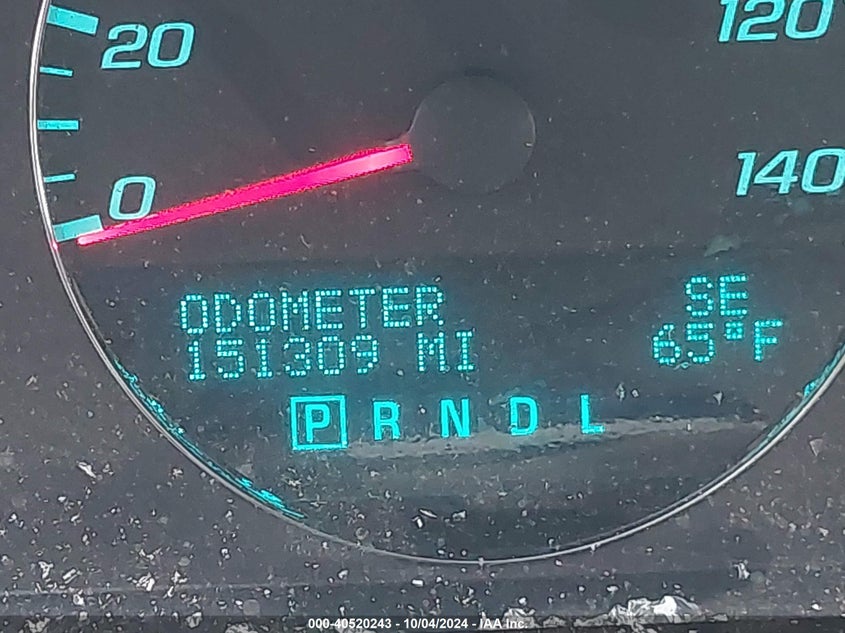 20
120
0
140
ODOMETER SE
151309 MI 65°F
P R N D L
000-40520243 - 10/04/2024 - IAA Inc.